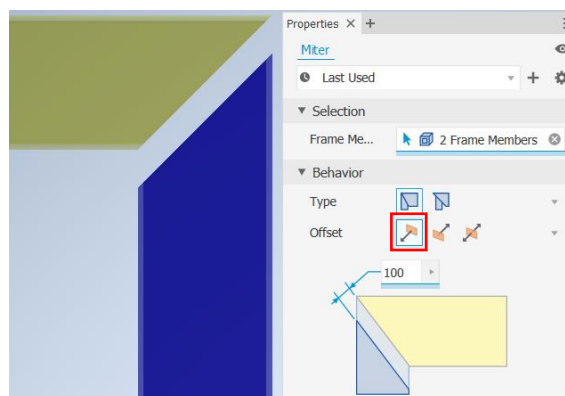 Properties × +
Miter
Last Used
Selection
Frame Me... 2 Frame Members
Behavior
Type
Offset
100